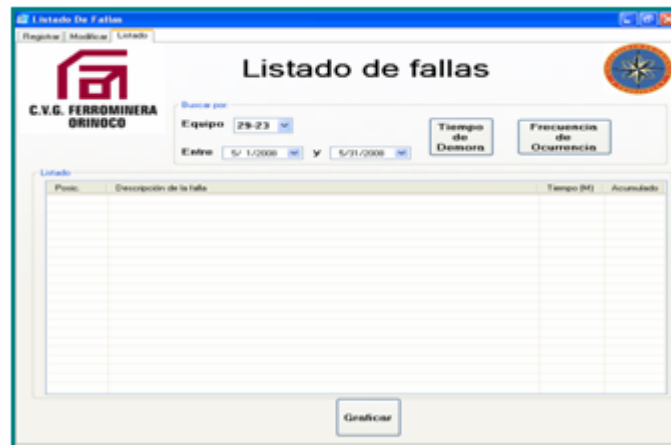 Listado De Fallas
Registrar Modificar Listado
Listado de fallas
C.V.G. FERROMINERA
ORINOCO
Buscar por
Equipo 29-23
Entre 5/ 1/2008 y 5/31/2008
Tiempo
de
Demora
Frecuencia
de
Ocurrencia
Listado
Posic. Descripción de la falla Tiempo (M) Acumulado
Graficar